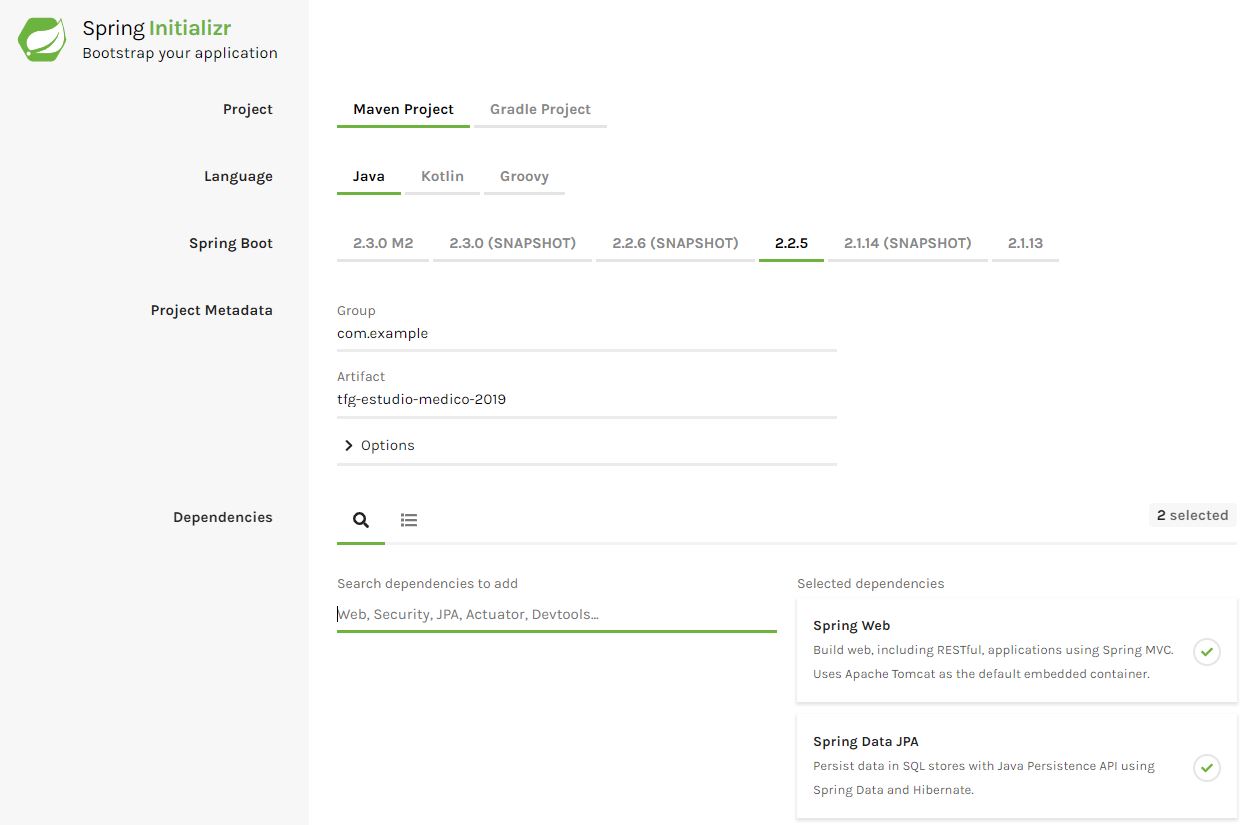 Spring Initializr
Bootstrap your application
Project
Maven Project Gradle Project
Language
Java Kotlin Groovy
Spring Boot
2.3.0 M2 2.3.0 (SNAPSHOT) 2.2.6 (SNAPSHOT) 2.2.5 2.1.14 (SNAPSHOT) 2.1.13
Project Metadata
Group
com.example
Artifact
tfg-estudio-medico-2019
Options
Dependencies
2 selected
Search dependencies to add
Web, Security, JPA, Actuator, Devtools...
Selected dependencies
Spring Web
Build web, including RESTful, applications using Spring MVC.
Uses Apache Tomcat as the default embedded container.
Spring Data JPA
Persist data in SQL stores with Java Persistence API using
Spring Data and Hibernate.